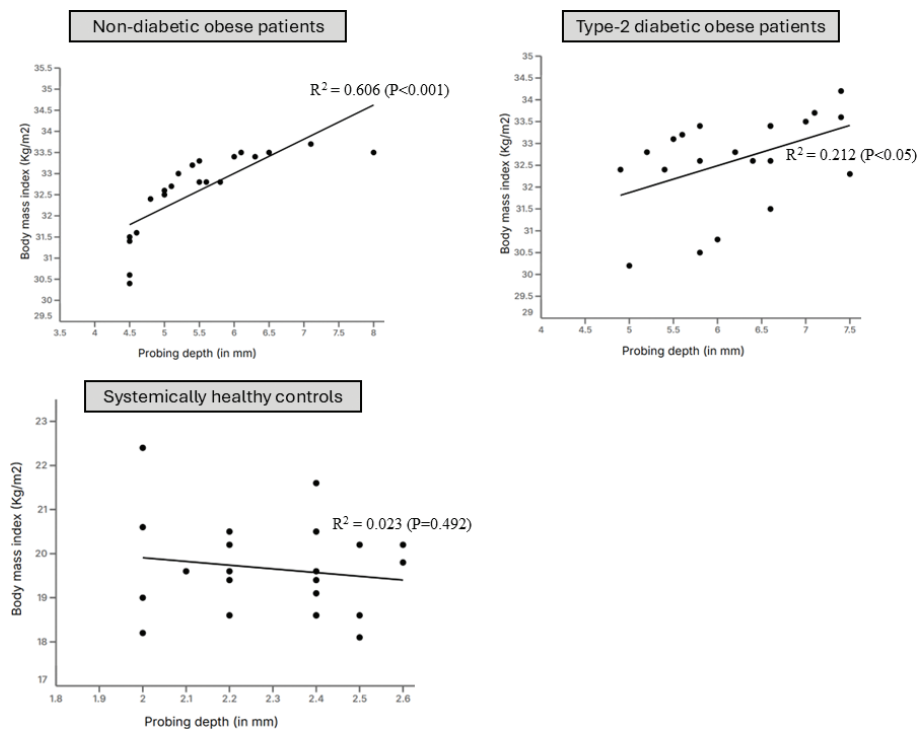 Non-diabetic obese patients
35.5
35
34.5
34
33.5
33
32.5
32
31.5
31
30.5
30
29.5
Body mass index (Kg/m2)
R2 = 0.606 (P<0.001)
3.5 4 4.5 5 5.5 6 6.5 7 7.5 8
Probing depth (in mm)
Type-2 diabetic obese patients
35
34.5
34
33.5
33
32.5
32
31.5
31
30.5
30
29.5
29
Body mass index (Kg/m2)
R2 = 0.212 (P<0.05)
4 4.5 5 5.5 6 6.5 7 7.5
Probing depth (in mm)
Systemically healthy controls
23
22
21
20
19
18
17
Body mass index (Kg/m2)
R2 = 0.023 (P=0.492)
1.8 1.9 2 2.1 2.2 2.3 2.4 2.5 2.6
Probing depth (in mm)